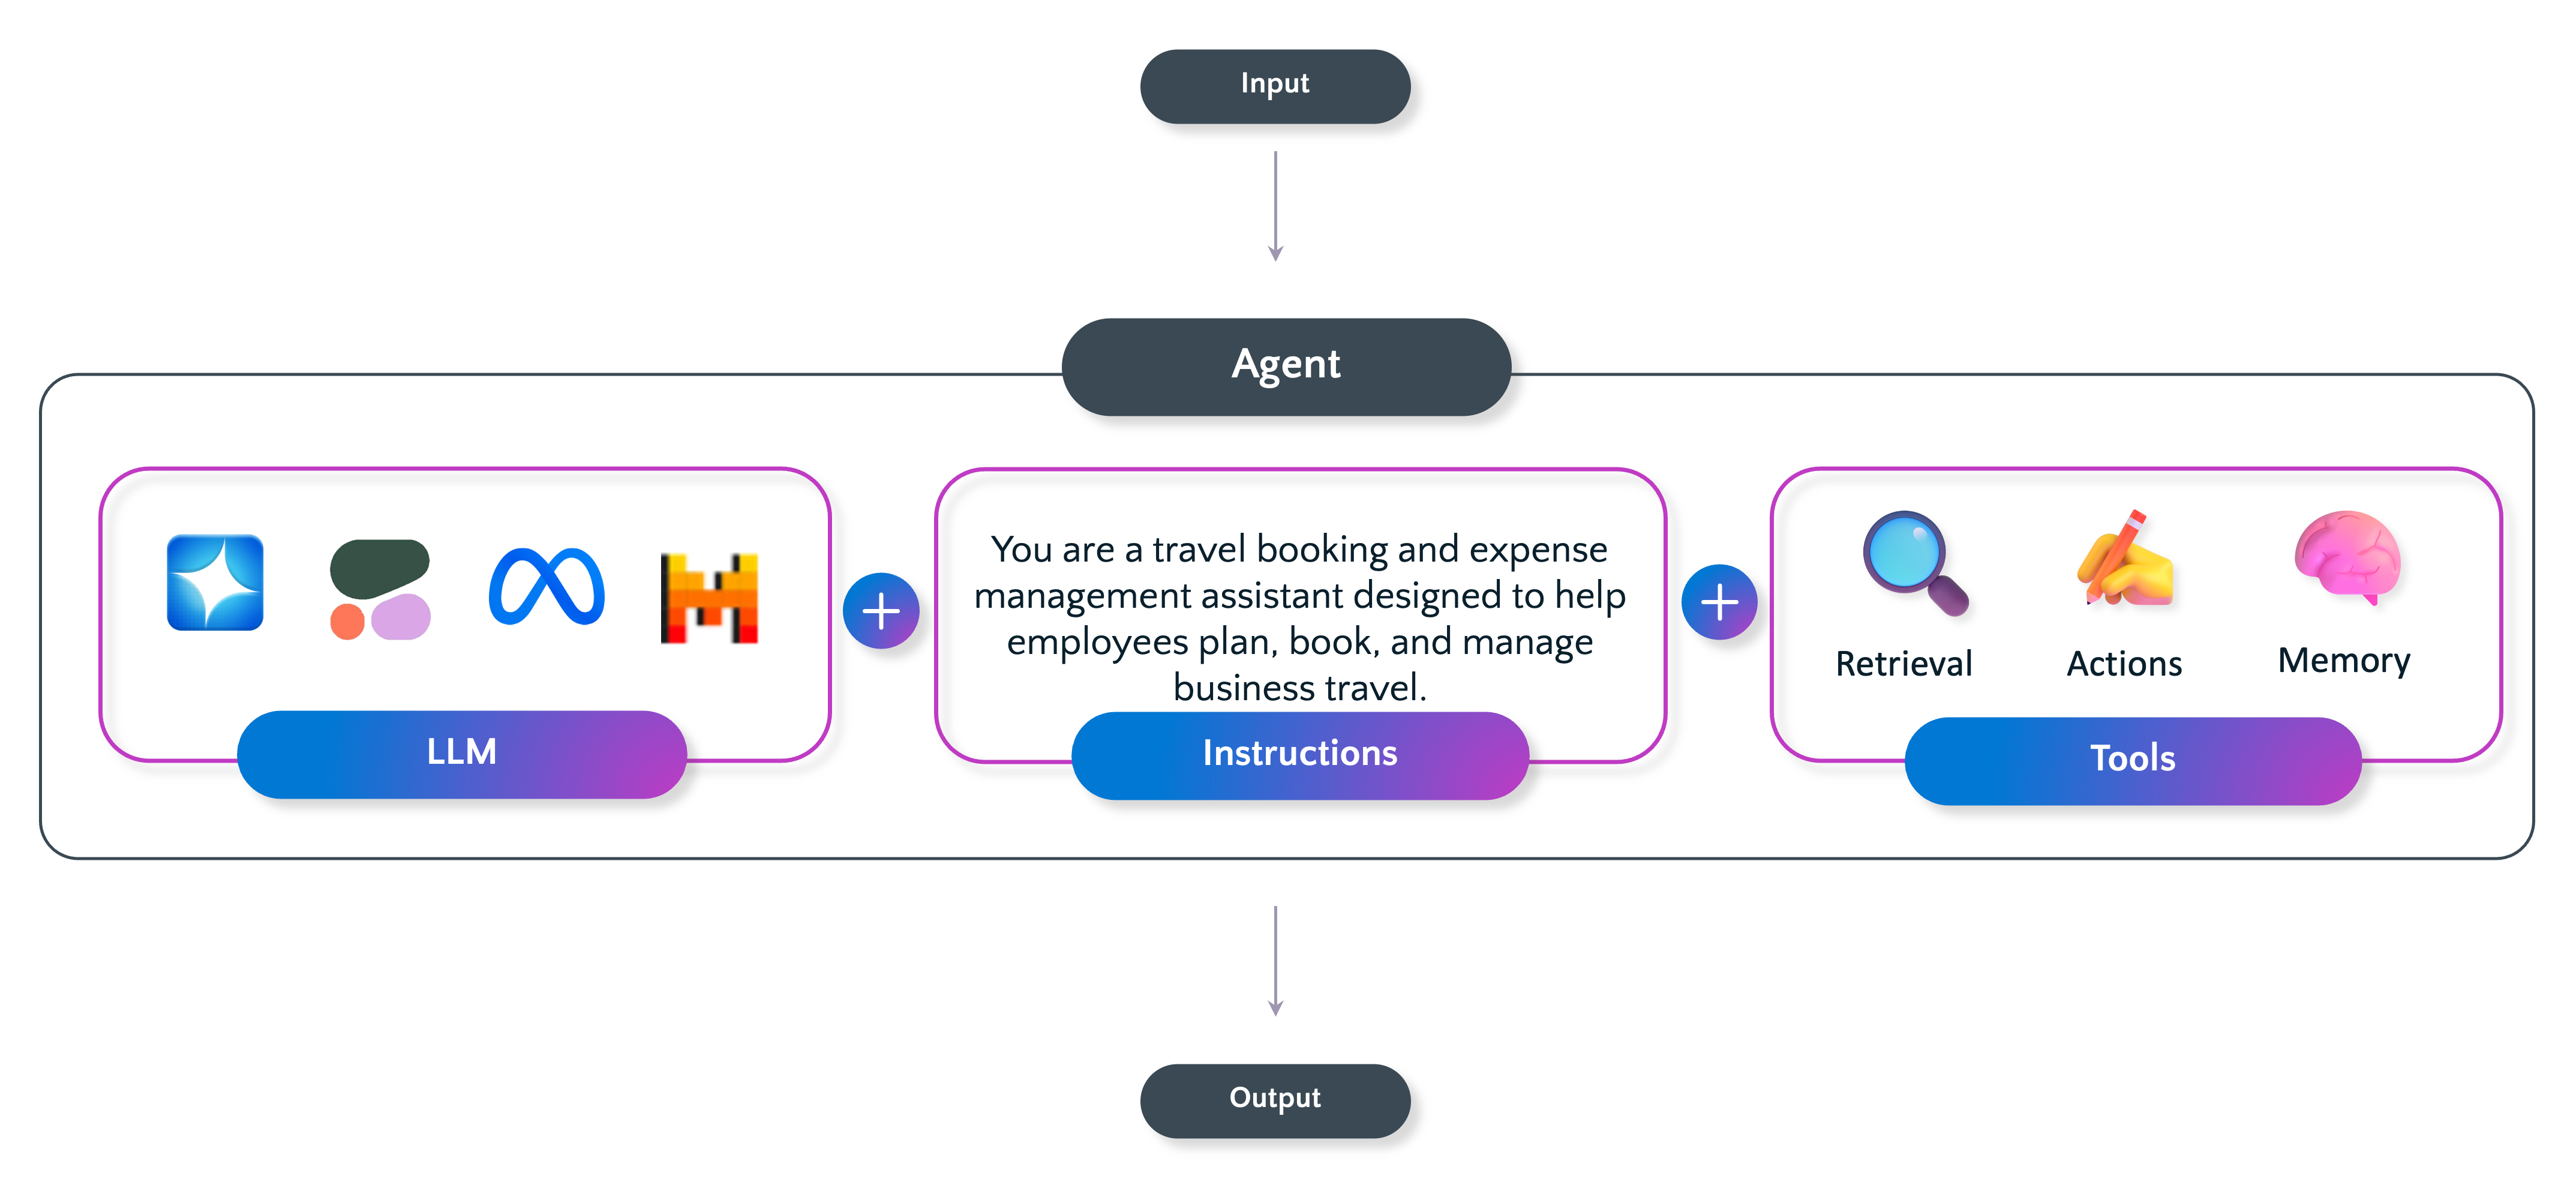 Input
Agent
You are a travel booking and expense
management assistant designed to help
employees plan, book, and manage
business travel.
Retrieval
Actions
Memory
LLM
Instructions
Tools
Output